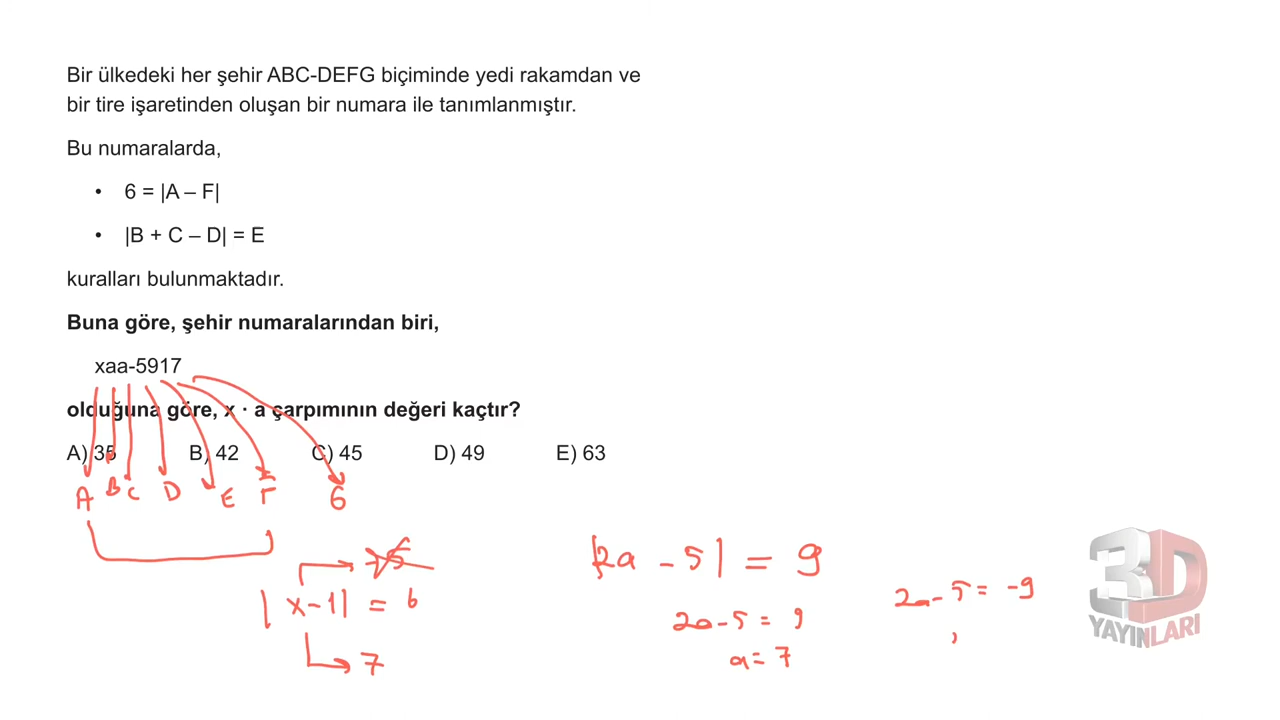 Bir ülkedeki her şehir ABC-DEFG biçiminde yedi rakamdan ve
bir tire işaretinden oluşan bir numara ile tanımlanmıştır.
Bu numaralarda,
• 6 = |A – F|
• |B + C – D| = E
kuralları bulunmaktadır.
Buna göre, şehir numaralarından biri,
xaa-5917
olduğuna göre, x · a çarpımının değeri kaçtır?
A) 35 B) 42 C) 45 D) 49 E) 63
A B C D E F G
-5
|x-1| = 6
7
|2a - 5| = 9
2a - 5 = 9
a = 7
2a - 5 = -9
3D
YAYINLARI